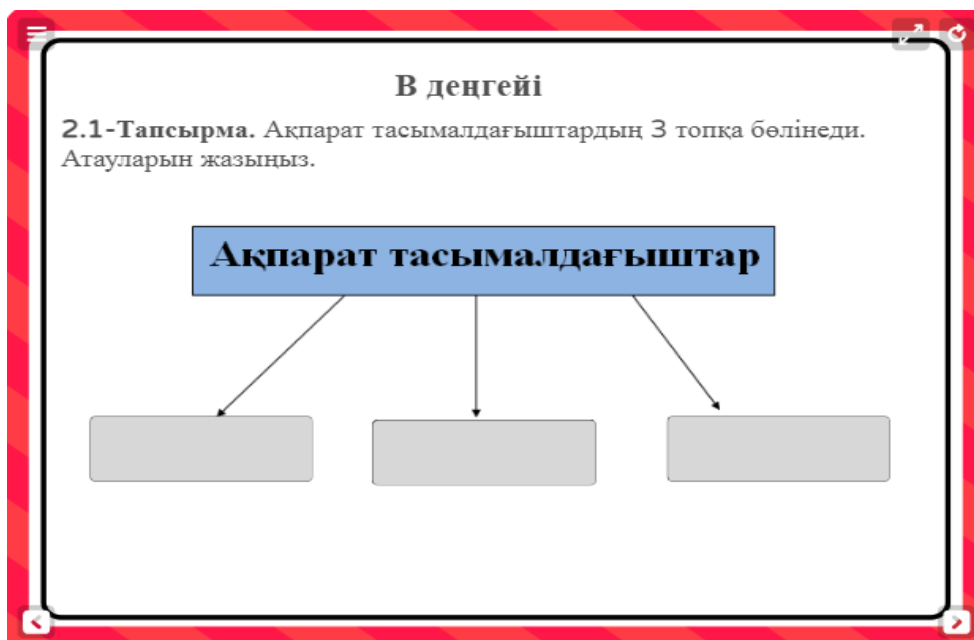 В деңгейі
2.1-Тапсырма. Ақпарат тасымалдағыштардың 3 топқа бөлінеди.
Атауларын жазыңыз.
Ақпарат тасымалдағыштар